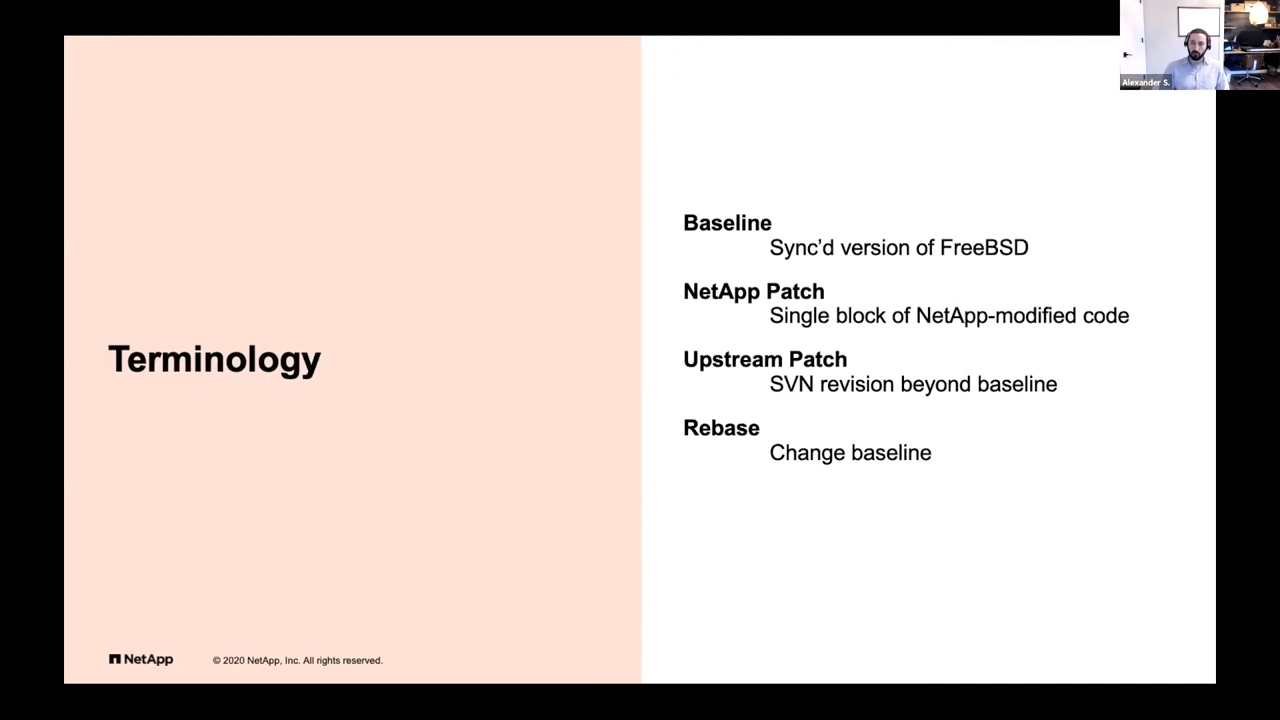 Alexander S.
Terminology
Baseline
Sync’d version of FreeBSD
NetApp Patch
Single block of NetApp-modified code
Upstream Patch
SVN revision beyond baseline
Rebase
Change baseline
NetApp
© 2020 NetApp, Inc. All rights reserved.